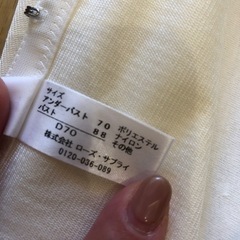 サイズ
アンダーバスト 70 ポリエステル
バスト 88 ナイロン
D70 その他
株式会社 ローズ・サプライ
0120-036-089